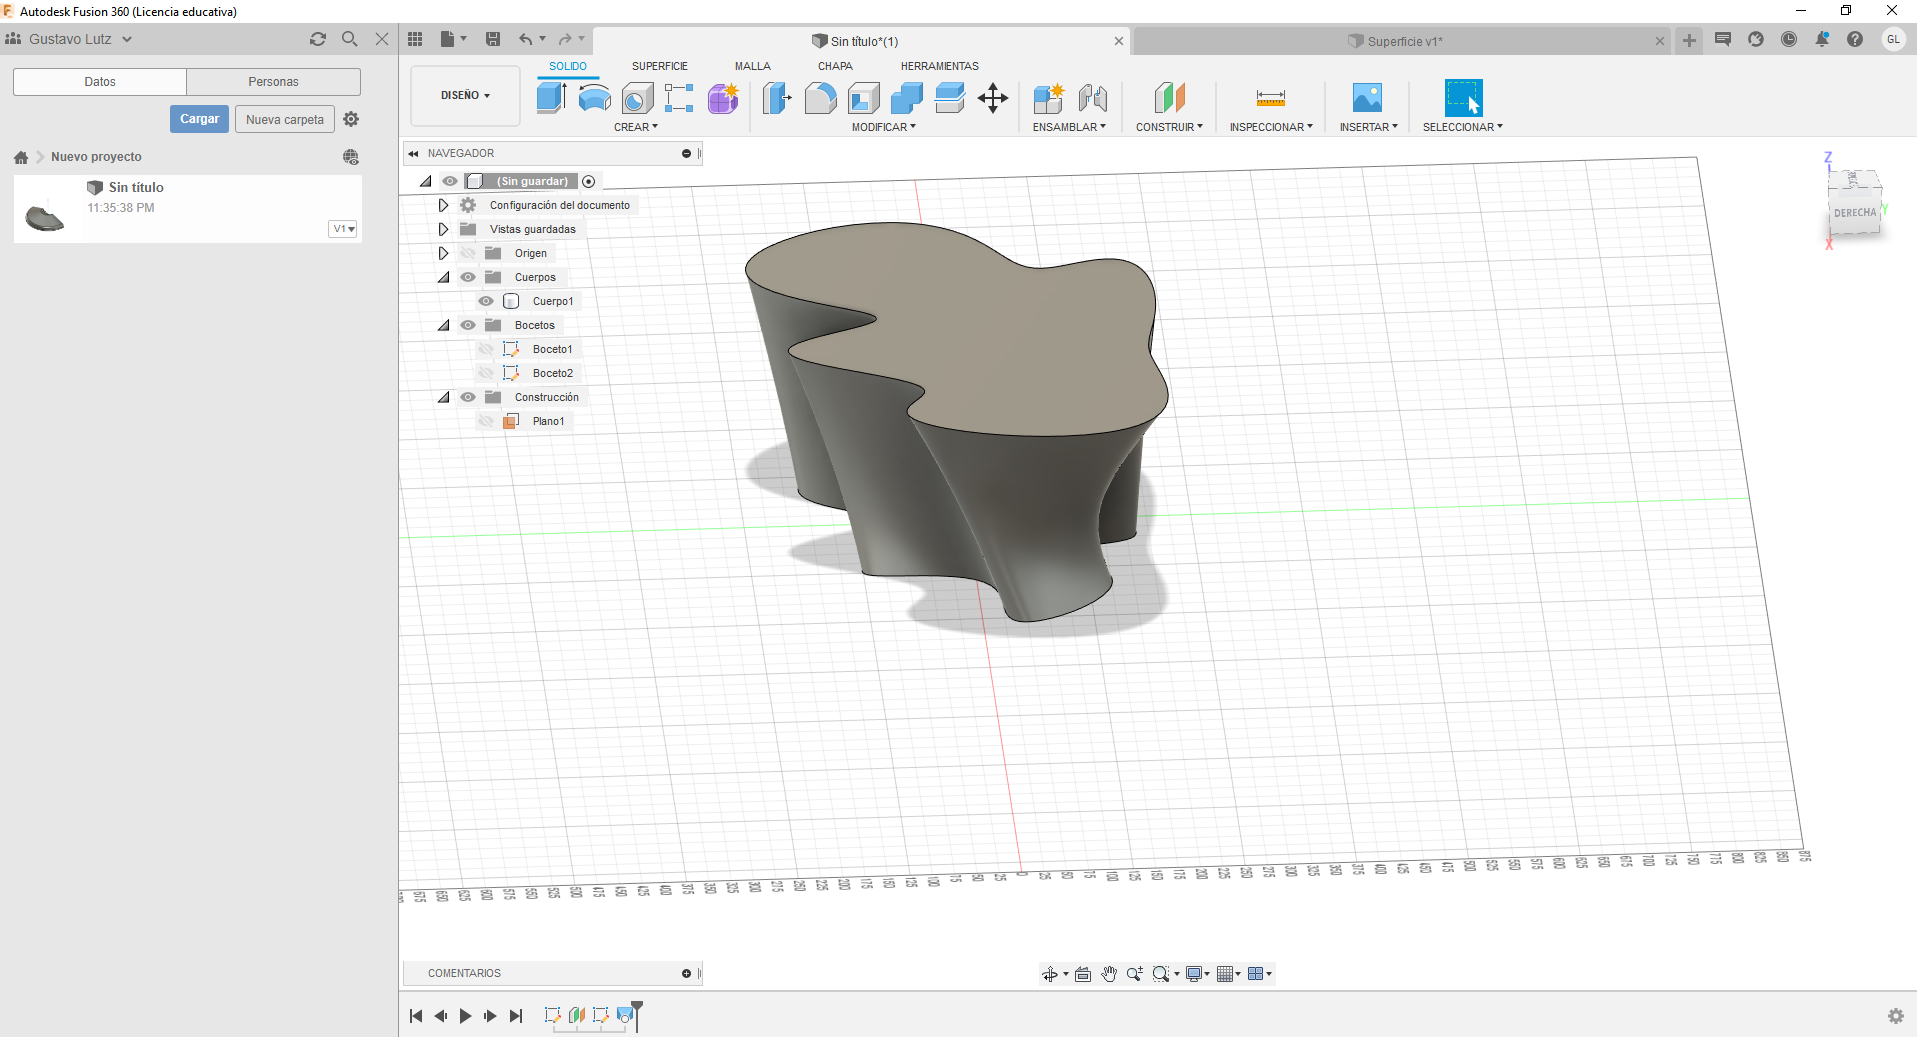 Autodesk Fusion 360 (Licencia educativa)
Gustavo Lutz
Sin título*(1)
Superficie v1*
GL
Datos
Personas
Cargar
Nueva carpeta
Nuevo proyecto
Sin título
11:35:38 PM
V1
DISEÑO
SOLIDO
SUPERFICIE
MALLA
CHAPA
HERRAMIENTAS
CREAR
MODIFICAR
ENSAMBLAR
CONSTRUIR
INSPECCIONAR
INSERTAR
SELECCIONAR
NAVEGADOR
(Sin guardar)
Configuración del documento
Vistas guardadas
Origen
Cuerpos
Cuerpo1
Bocetos
Boceto1
Boceto2
Construcción
Plano1
Z
DERECHA
Y
X
COMENTARIOS